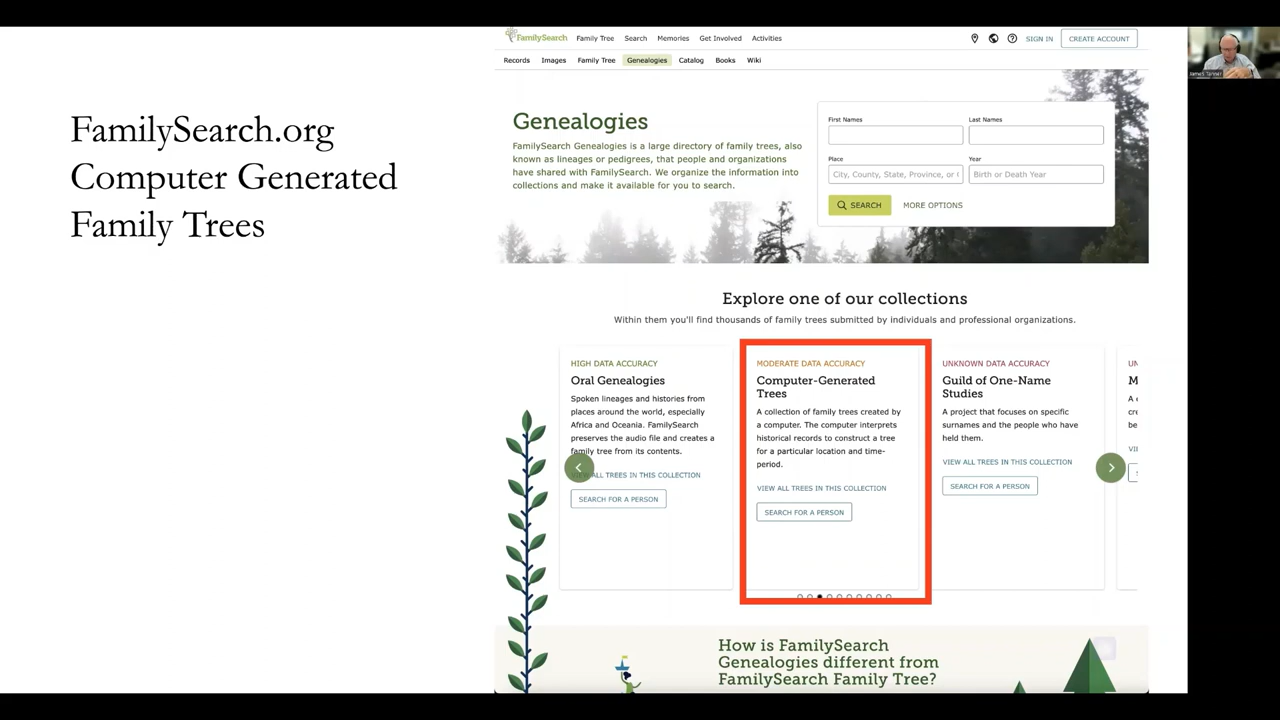 FamilySearch.org
Computer Generated
Family Trees
FamilySearch
Family Tree Search Memories Get Involved Activities
SIGN IN CREATE ACCOUNT
Records Images Family Tree Genealogies Catalog Books Wiki
Genealogies
FamilySearch Genealogies is a large directory of family trees, also
known as lineages or pedigrees, that people and organizations
have shared with FamilySearch. We organize the information into
collections and make it available for you to search.
First Names Last Names
Place Year
City, County, State, Province, or Birth or Death Year
SEARCH MORE OPTIONS
Explore one of our collections
Within them you'll find thousands of family trees submitted by individuals and professional organizations.
HIGH DATA ACCURACY
Oral Genealogies
Spoken lineages and histories from
places around the world, especially
Africa and Oceania. FamilySearch
preserves the audio file and creates a
family tree from its contents.
VIEW ALL TREES IN THIS COLLECTION
SEARCH FOR A PERSON
MODERATE DATA ACCURACY
Computer-Generated
Trees
A collection of family trees created by
a computer. The computer interprets
historical records to construct a tree
for a particular location and time-
period.
VIEW ALL TREES IN THIS COLLECTION
SEARCH FOR A PERSON
UNKNOWN DATA ACCURACY
Guild of One-Name
Studies
A project that focuses on specific
surnames and the people who have
held them.
VIEW ALL TREES IN THIS COLLECTION
SEARCH FOR A PERSON
How is FamilySearch
Genealogies different from
FamilySearch Family Tree?
James Tanner